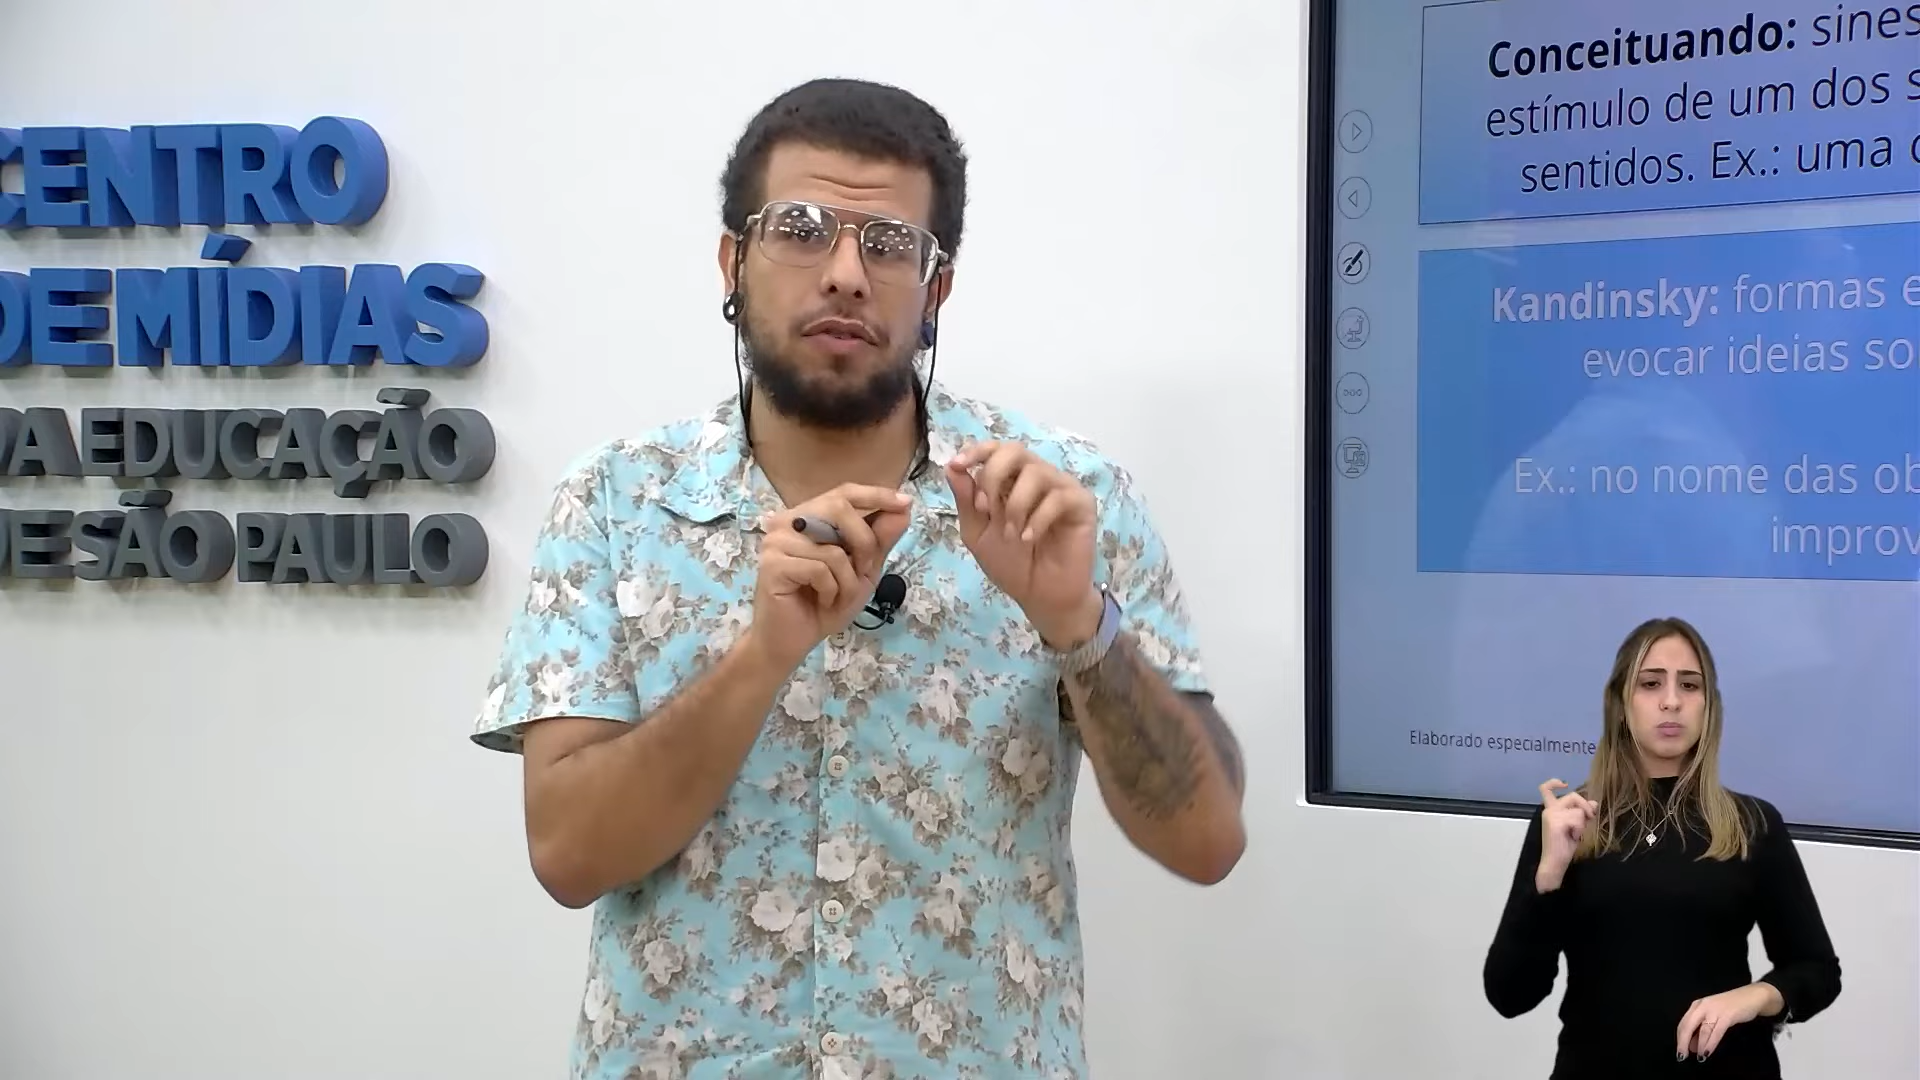 CENTRO
DE MÍDIAS
DA EDUCAÇÃO
DE SÃO PAULO
Conceituando: sines
estímulo de um dos s
sentidos. Ex.: uma
Kandinsky: formas e
evocar ideias so
Ex.: no nome das ob
improv
Elaborado especialmente